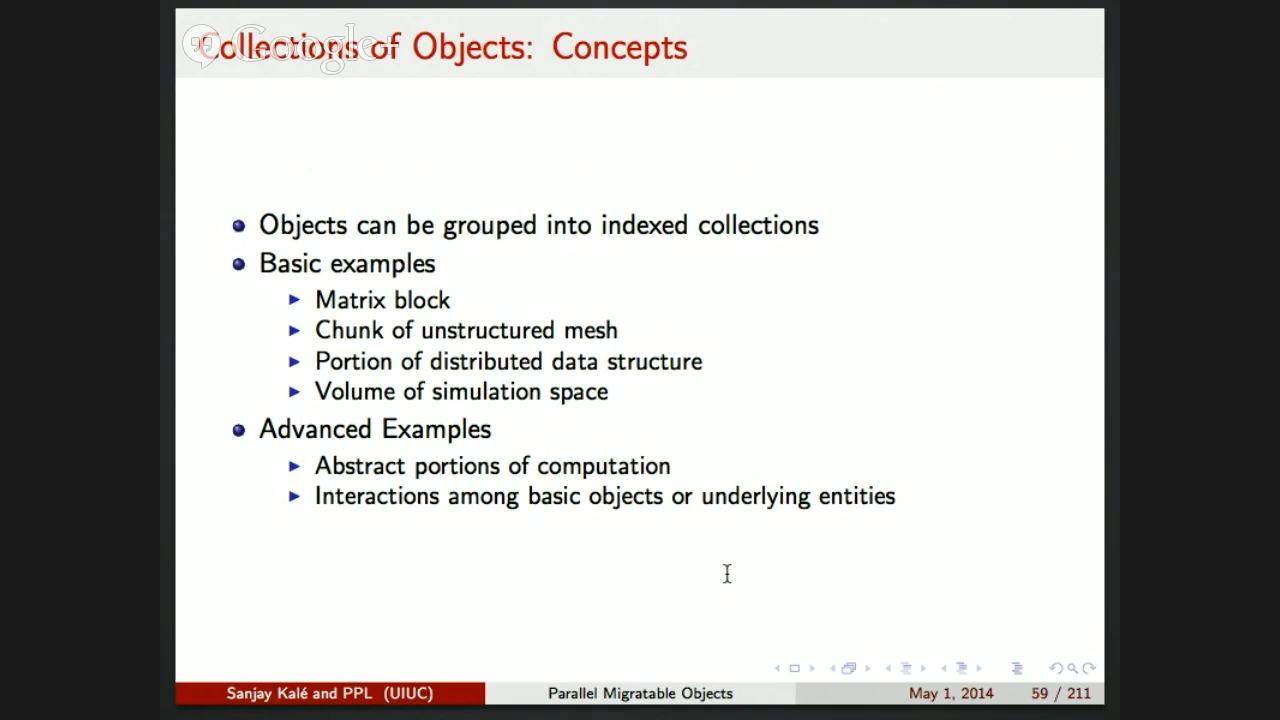 Collections of Objects: Concepts
Google+
Objects can be grouped into indexed collections
Basic examples
Matrix block
Chunk of unstructured mesh
Portion of distributed data structure
Volume of simulation space
Advanced Examples
Abstract portions of computation
Interactions among basic objects or underlying entities
Sanjay Kalé and PPL (UIUC)
Parallel Migratable Objects
May 1, 2014
59 / 211